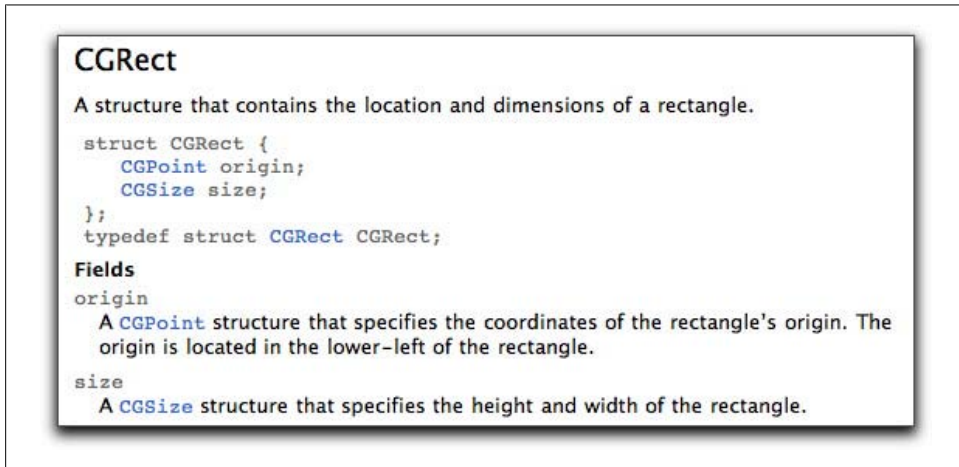 CGRect
A structure that contains the location and dimensions of a rectangle.
struct CGRect {
CGPoint origin;
CGSize size;
};
typedef struct CGRect CGRect;
Fields
origin
A CGPoint structure that specifies the coordinates of the rectangle's origin. The
origin is located in the lower-left of the rectangle.
size
A CGSize structure that specifies the height and width of the rectangle.